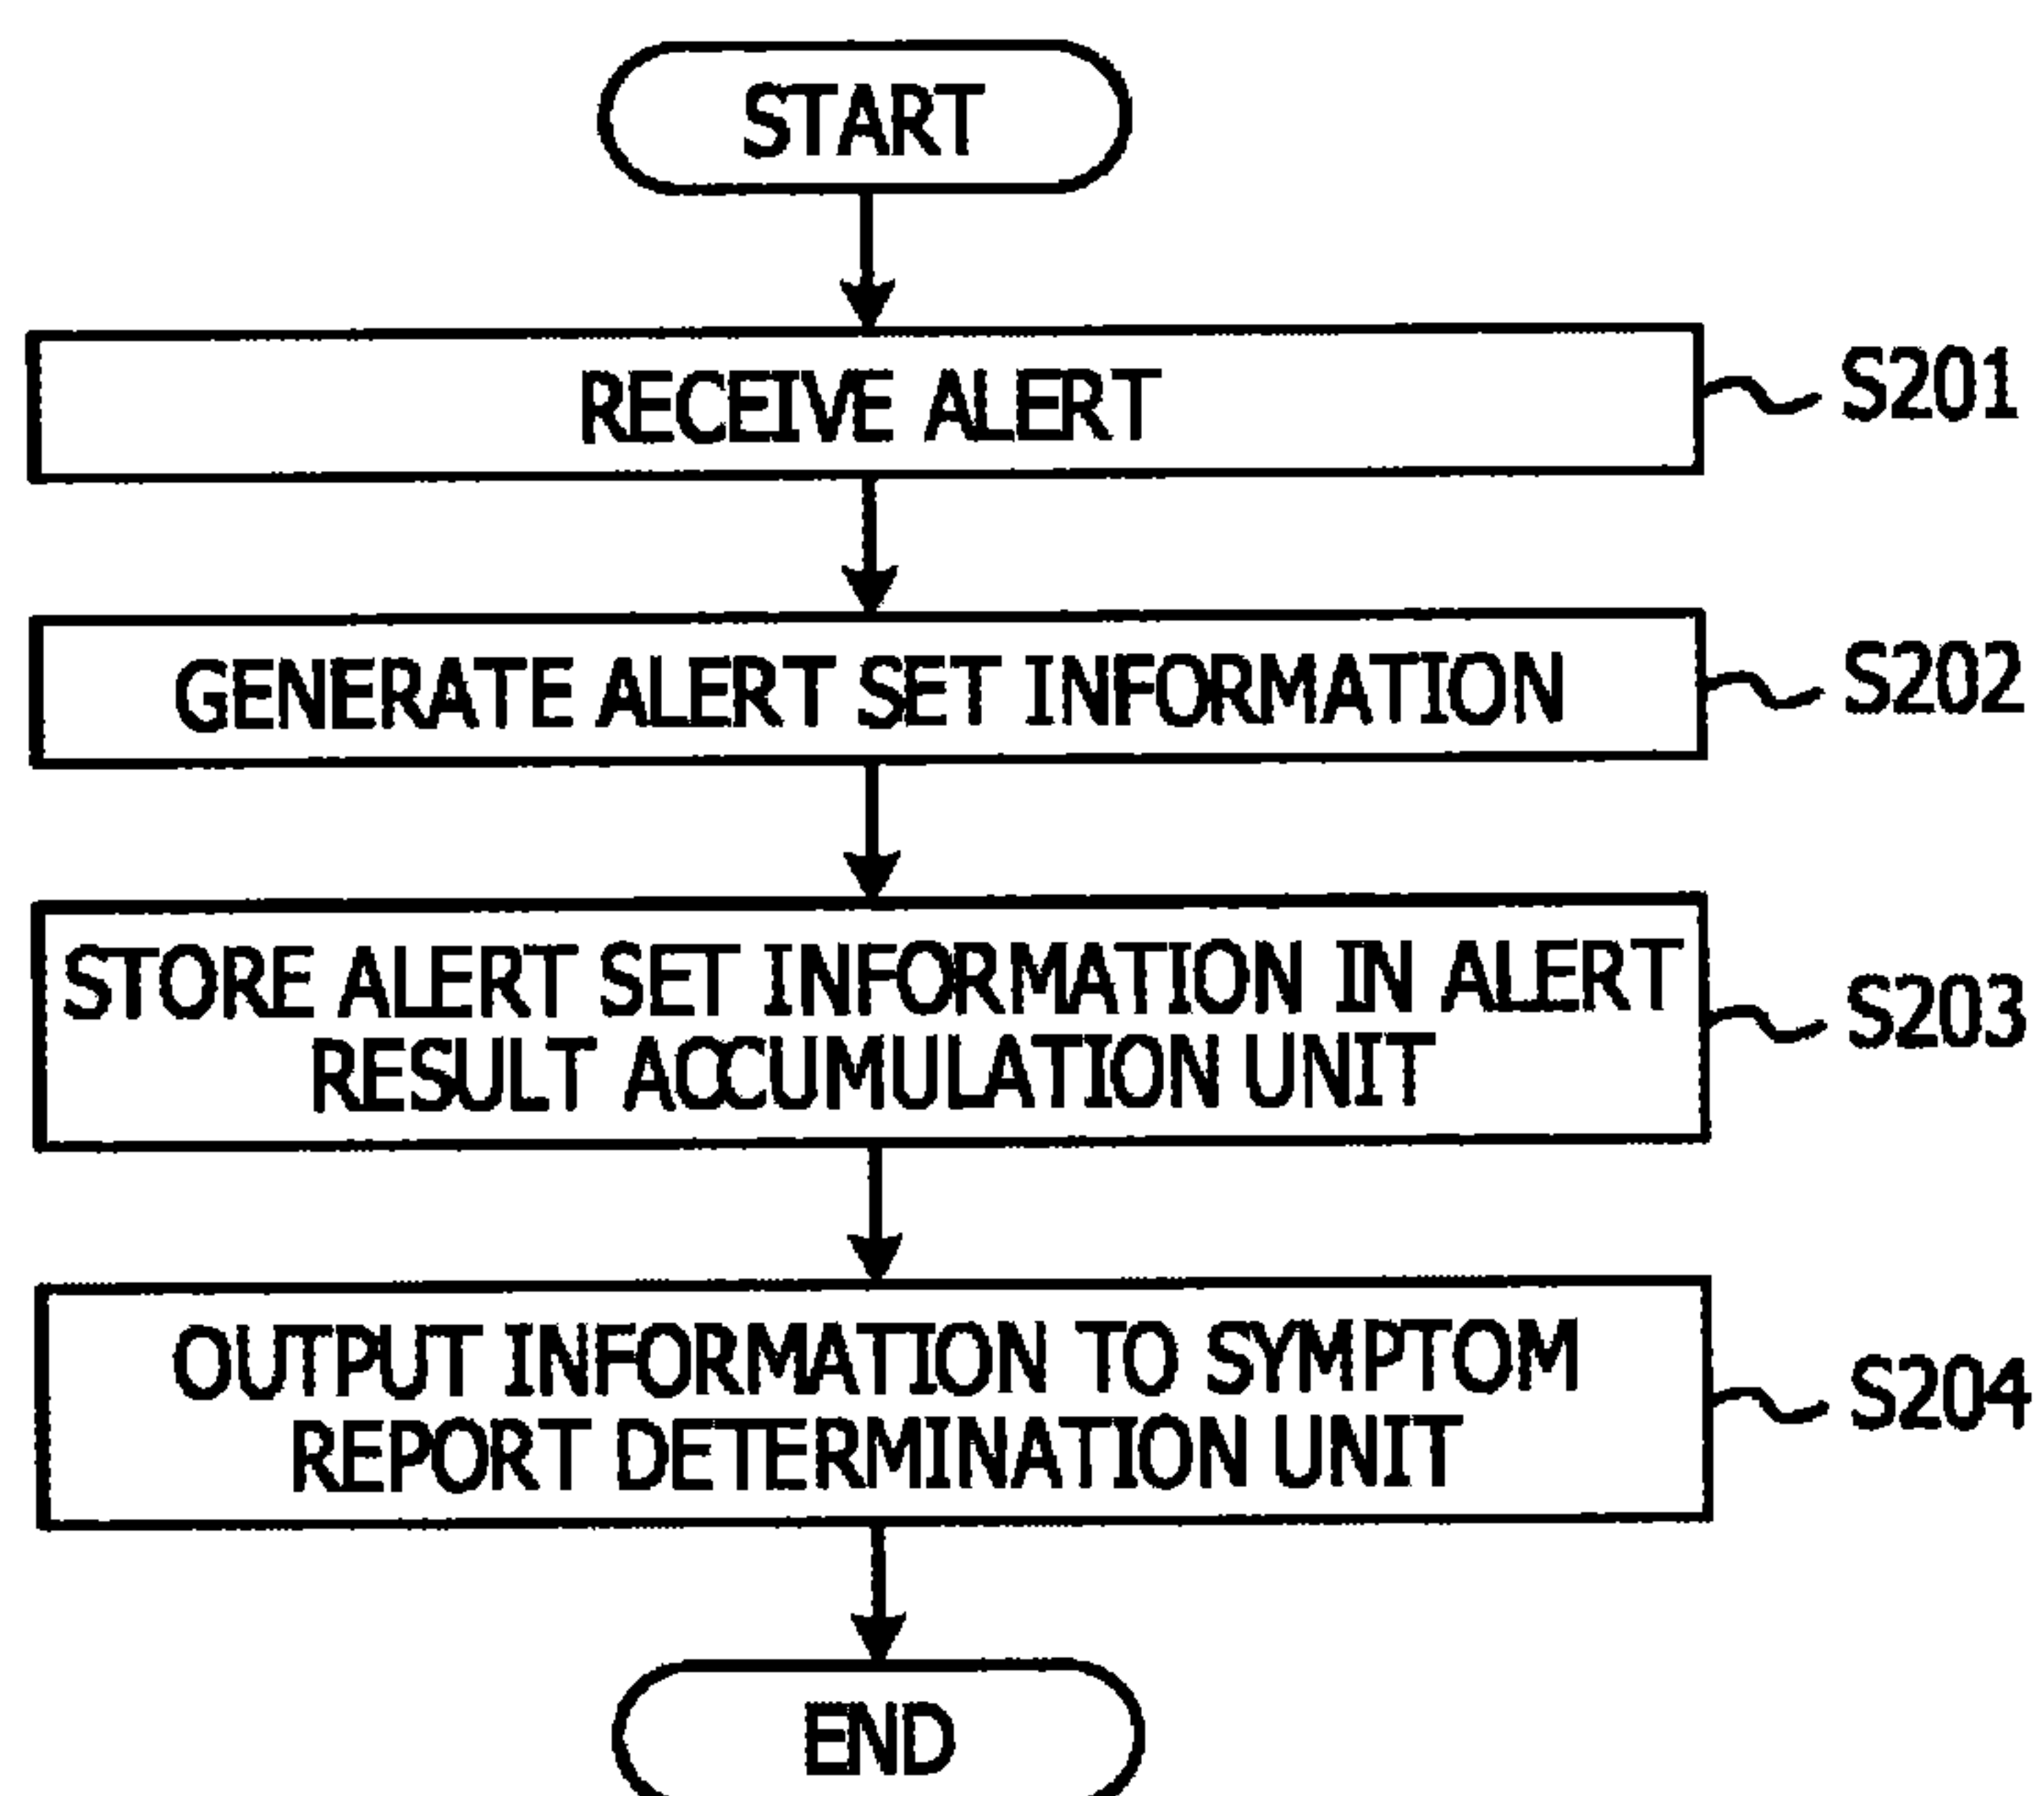 START
RECEIVE ALERT
S201
GENERATE ALERT SET INFORMATION
S202
STORE ALERT SET INFORMATION IN ALERT
RESULT ACCUMULATION UNIT
S203
OUTPUT INFORMATION TO SYMPTOM
REPORT DETERMINATION UNIT
S204
END